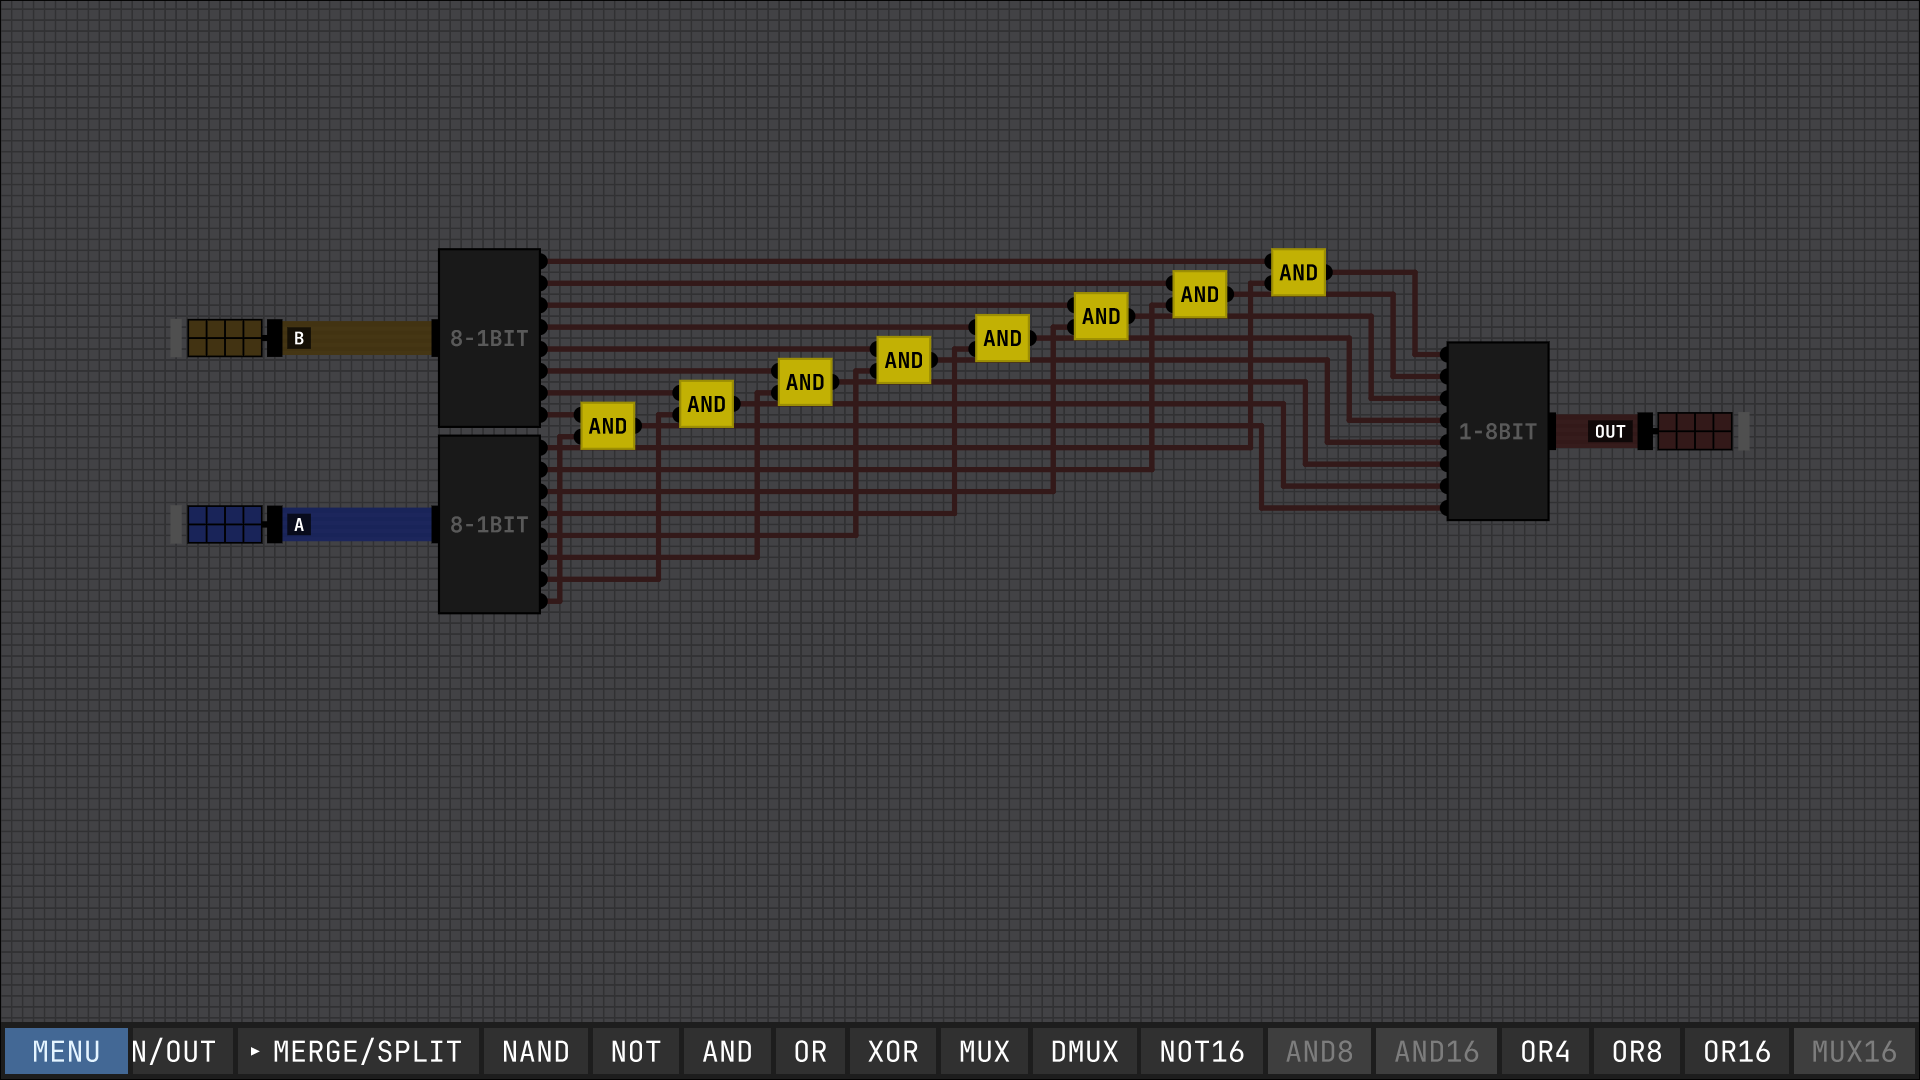 AND
AND
AND
B
8-1BIT
AND
AND
AND
AND
AND
1-8BIT
OUT
A
8-1BIT
MENU
N/OUT
▸ MERGE/SPLIT
NAND
NOT
AND
OR
XOR
MUX
DMUX
NOT16
AND8
AND16
OR4
OR8
OR16
MUX16